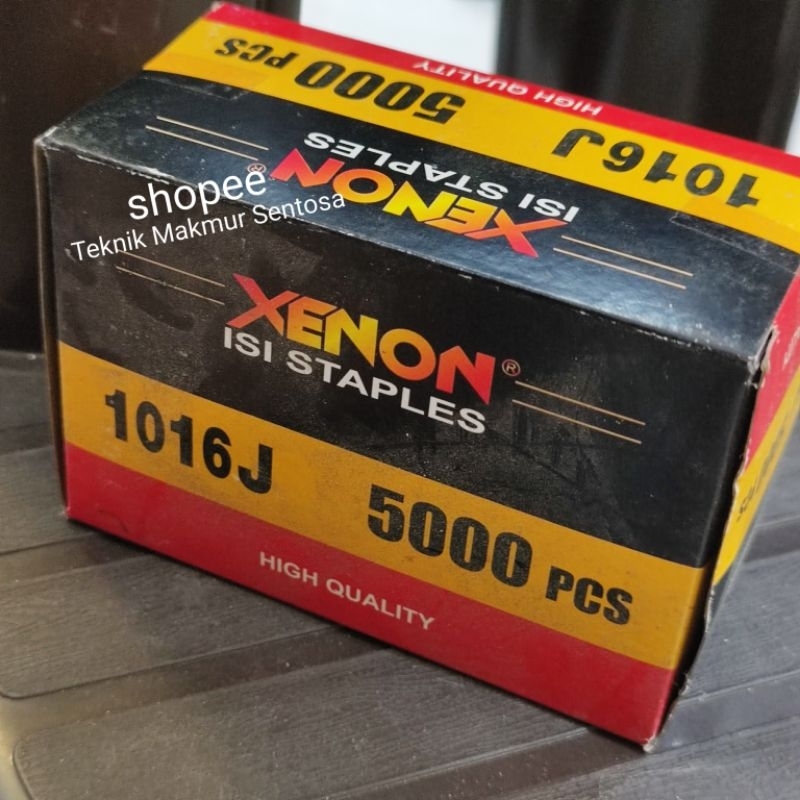 HIGH QUALITY
1016J 5000 PCS
XENON
ISI STAPLES
shopee
Teknik Makmur Sentosa
XENON®
ISI STAPLES
1016J 5000 PCS
HIGH QUALITY